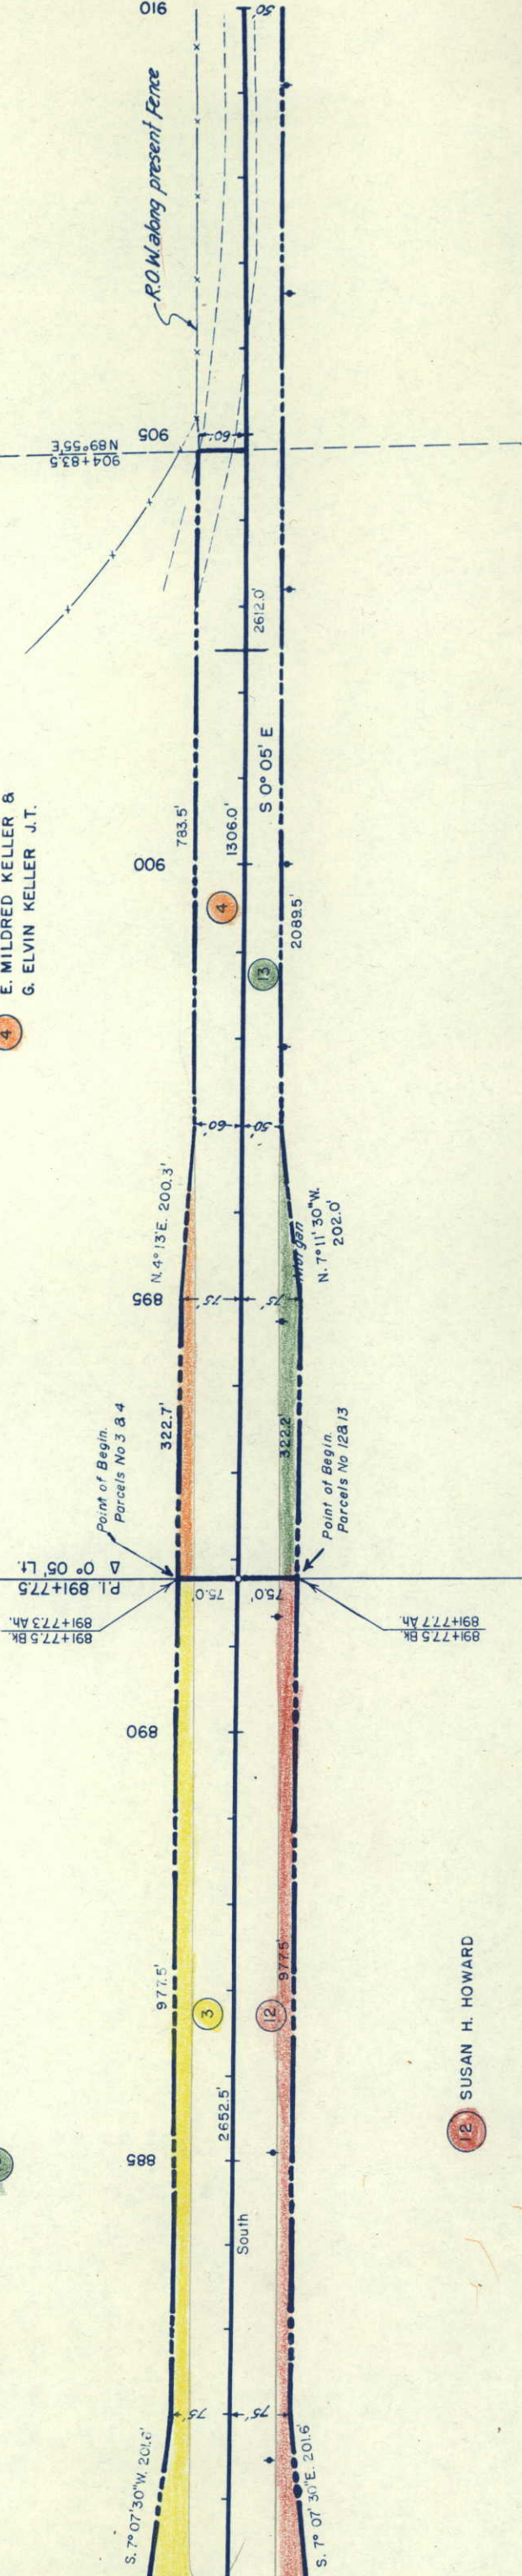 910
50'
R.O.W. along present Fence
905
60'
904+83.5
N89°55'E
2612.0'
S 0° 05' E
783.5'
1306.0'
E. MILDRED KELLER &
G. ELVIN KELLER J.T.
4
900
4
2089.5'
13
60'
50'
N. 4° 13' E. 200.3'
Morgan
N. 7° 11' 30" W.
202.0'
895
75'
75'
322.7'
322.2'
Point of Begin.
Parcels No 3 & 4
Point of Begin.
Parcels No 12 & 13
P.I. 891+77.5
Δ 0° 05' Lt.
75.0'
75.0'
891+77.5 Bk.
891+77.3 Ah.
891+77.5 Bk.
891+77.7 Ah.
890
977.5'
977.5'
3
12
SUSAN H. HOWARD
12
2652.5'
885
South
75'
75'
S. 7° 07' 30" W. 201.6'
S. 7° 07' 30" E. 201.6'